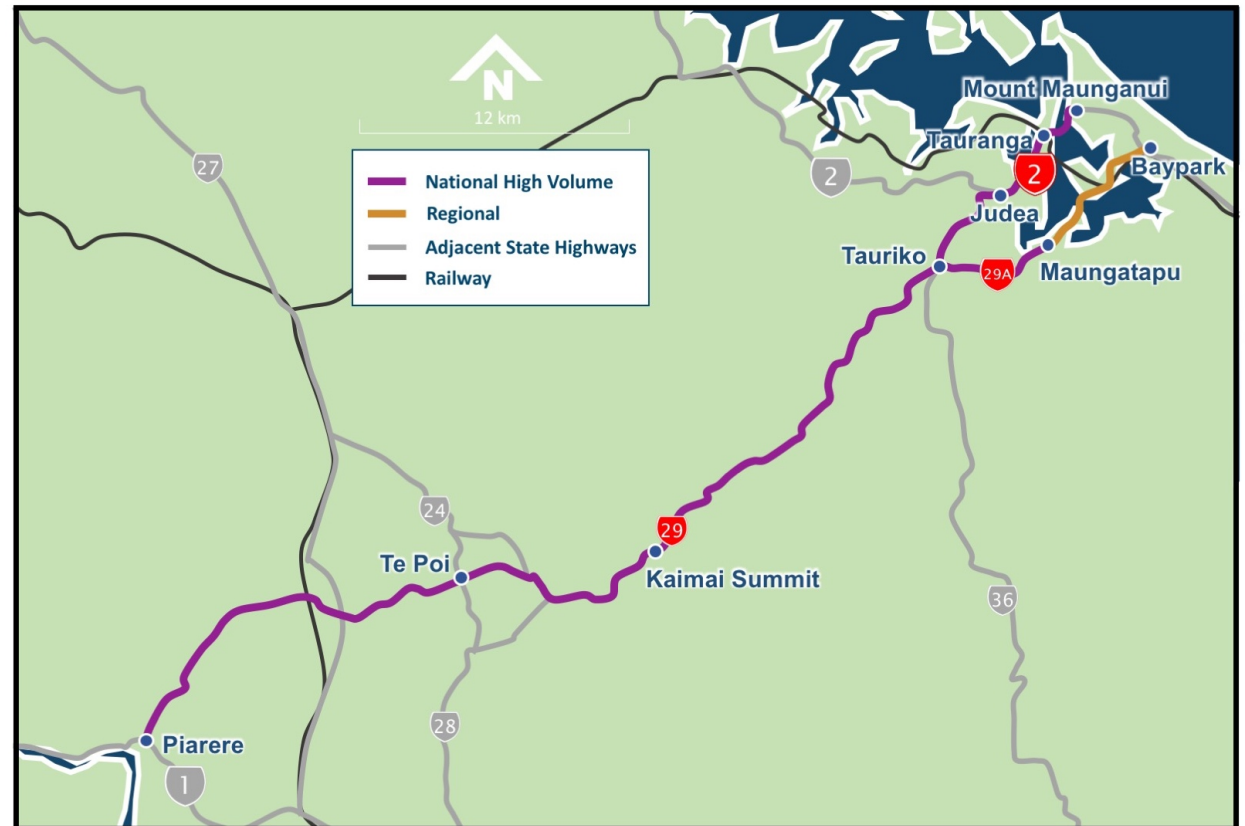 N
12 km
National High Volume
Regional
Adjacent State Highways
Railway
27
Mount Maunganui
Tauranga
2
2
Baypark
Judea
Tauriko
29A
Maungatapu
24
29
Te Poi
Kaimai Summit
36
28
Piarere
1